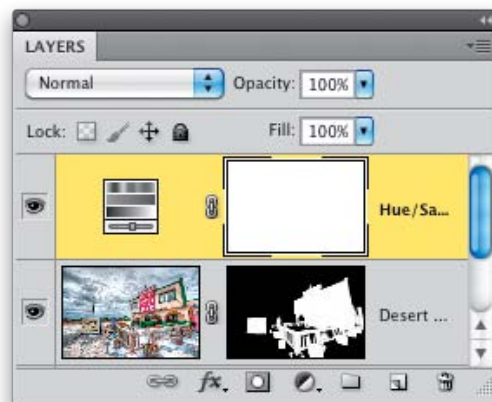 LAYERS
Normal Opacity: 100%
Lock: Fill: 100%
Hue/Sa...
Desert ...
fx.